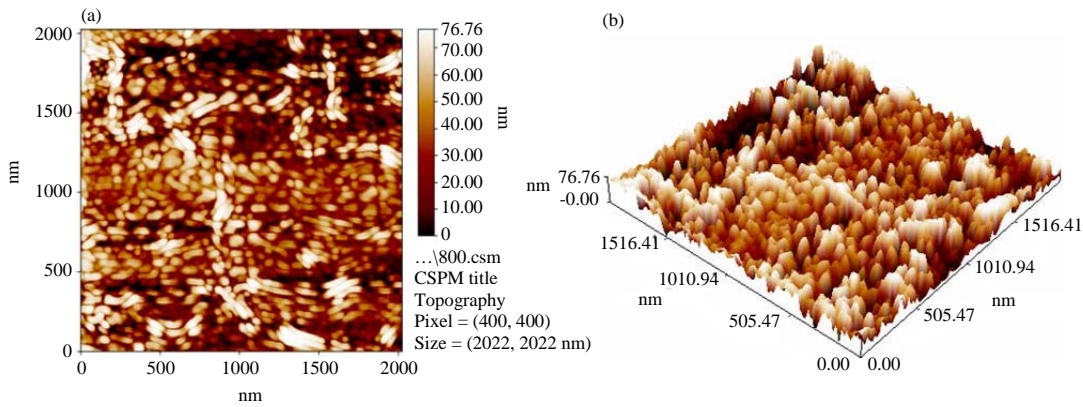 (a)
2000
1500
1000
500
0
nm
0 500 1000 1500 2000
nm
76.76
70.00
60.00
50.00
40.00
30.00
20.00
10.00
0
nm
…\800.csm
CSPM title
Topography
Pixel = (400, 400)
Size = (2022, 2022 nm)
(b)
nm
76.76
-0.00
1516.41
1010.94
nm
505.47
0.00
0.00
505.47
nm
1010.94
1516.41